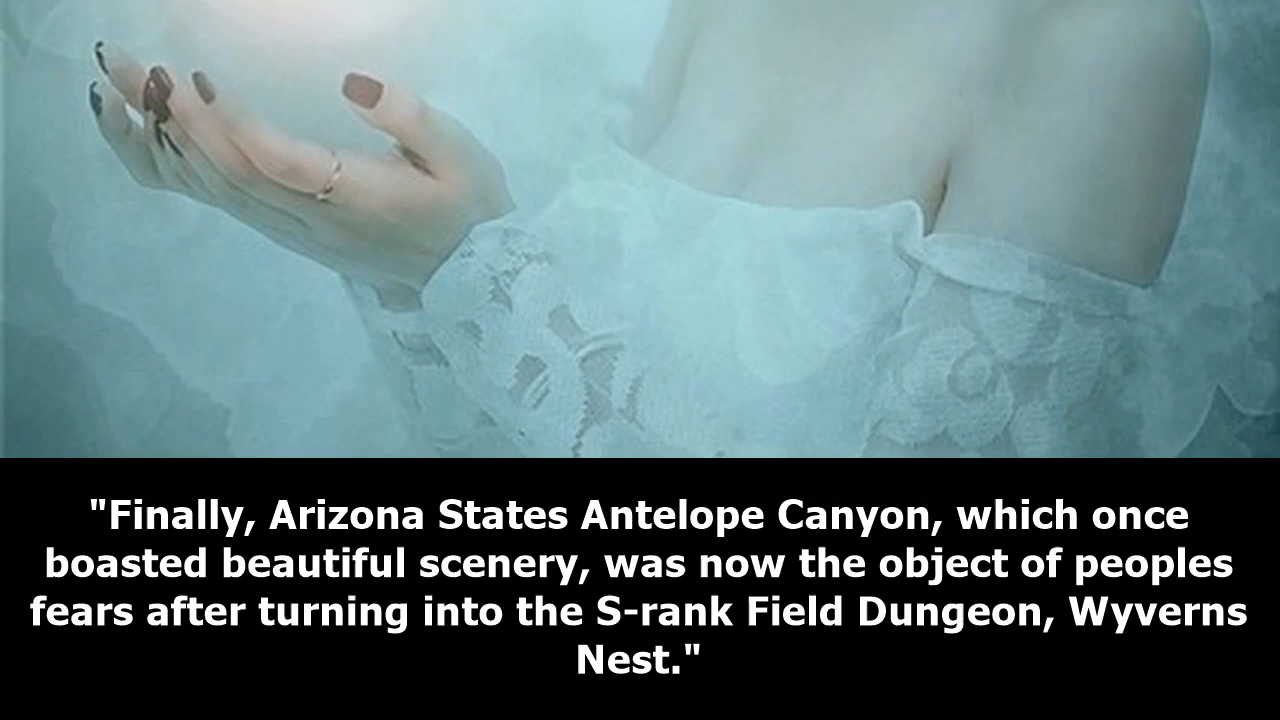 "Finally, Arizona States Antelope Canyon, which once
boasted beautiful scenery, was now the object of peoples
fears after turning into the S-rank Field Dungeon, Wyverns
Nest."